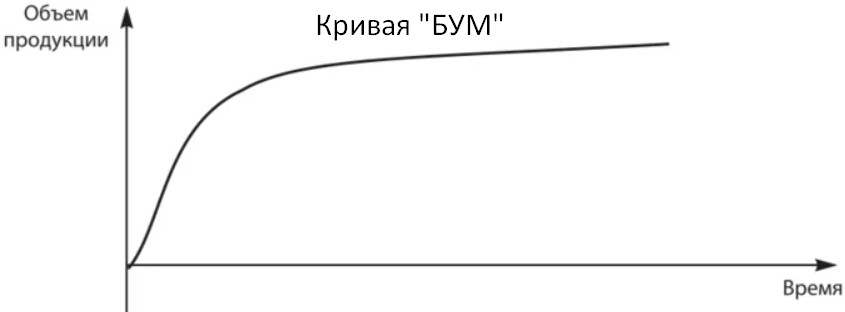 Объем
продукции
Кривая "БУМ"
Время